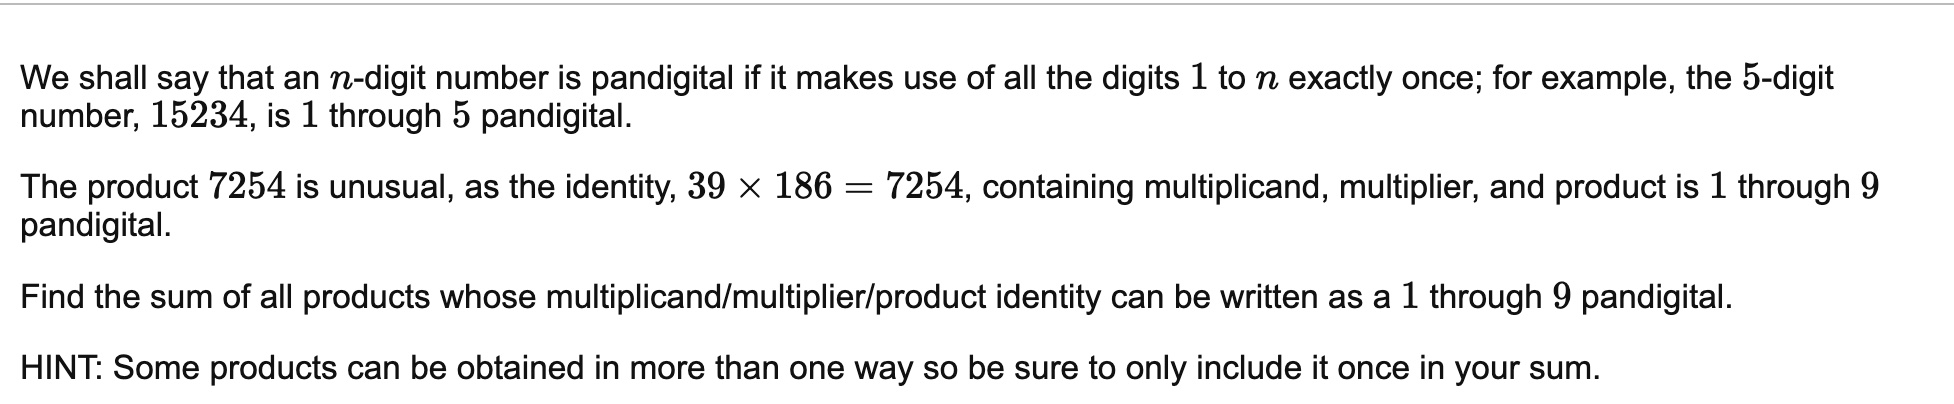 We shall say that an n-digit number is pandigital if it makes use of all the digits 1 to n exactly once; for example, the 5-digit
number, 15234, is 1 through 5 pandigital.
The product 7254 is unusual, as the identity, 39 × 186 = 7254, containing multiplicand, multiplier, and product is 1 through 9
pandigital.
Find the sum of all products whose multiplicand/multiplier/product identity can be written as a 1 through 9 pandigital.
HINT: Some products can be obtained in more than one way so be sure to only include it once in your sum.